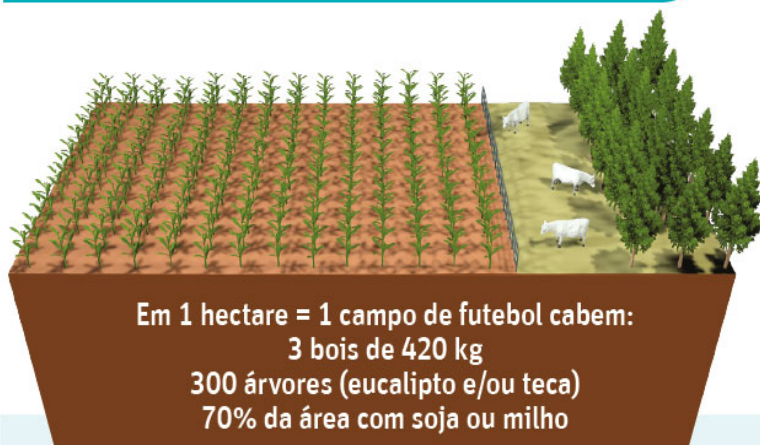 Em 1 hectare = 1 campo de futebol cabem:
3 bois de 420 kg
300 árvores (eucalipto e/ou teca)
70% da área com soja ou milho